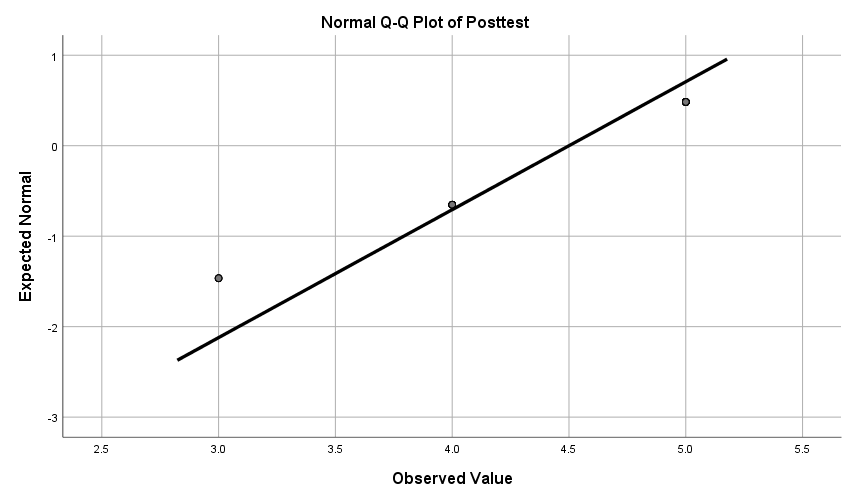 Normal Q-Q Plot of Posttest
1
0
-1
-2
-3
Expected Normal
2.5 3.0 3.5 4.0 4.5 5.0 5.5
Observed Value